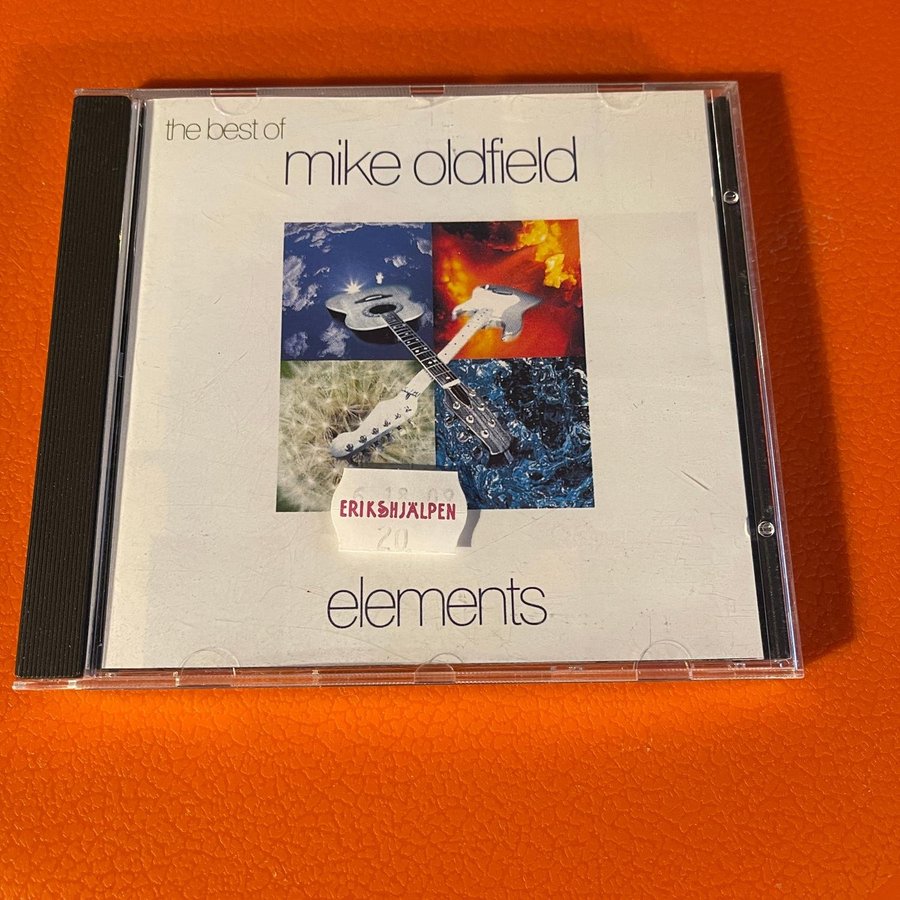 the best of
mike oldfield
ERIKSHJÄLPEN
20
elements